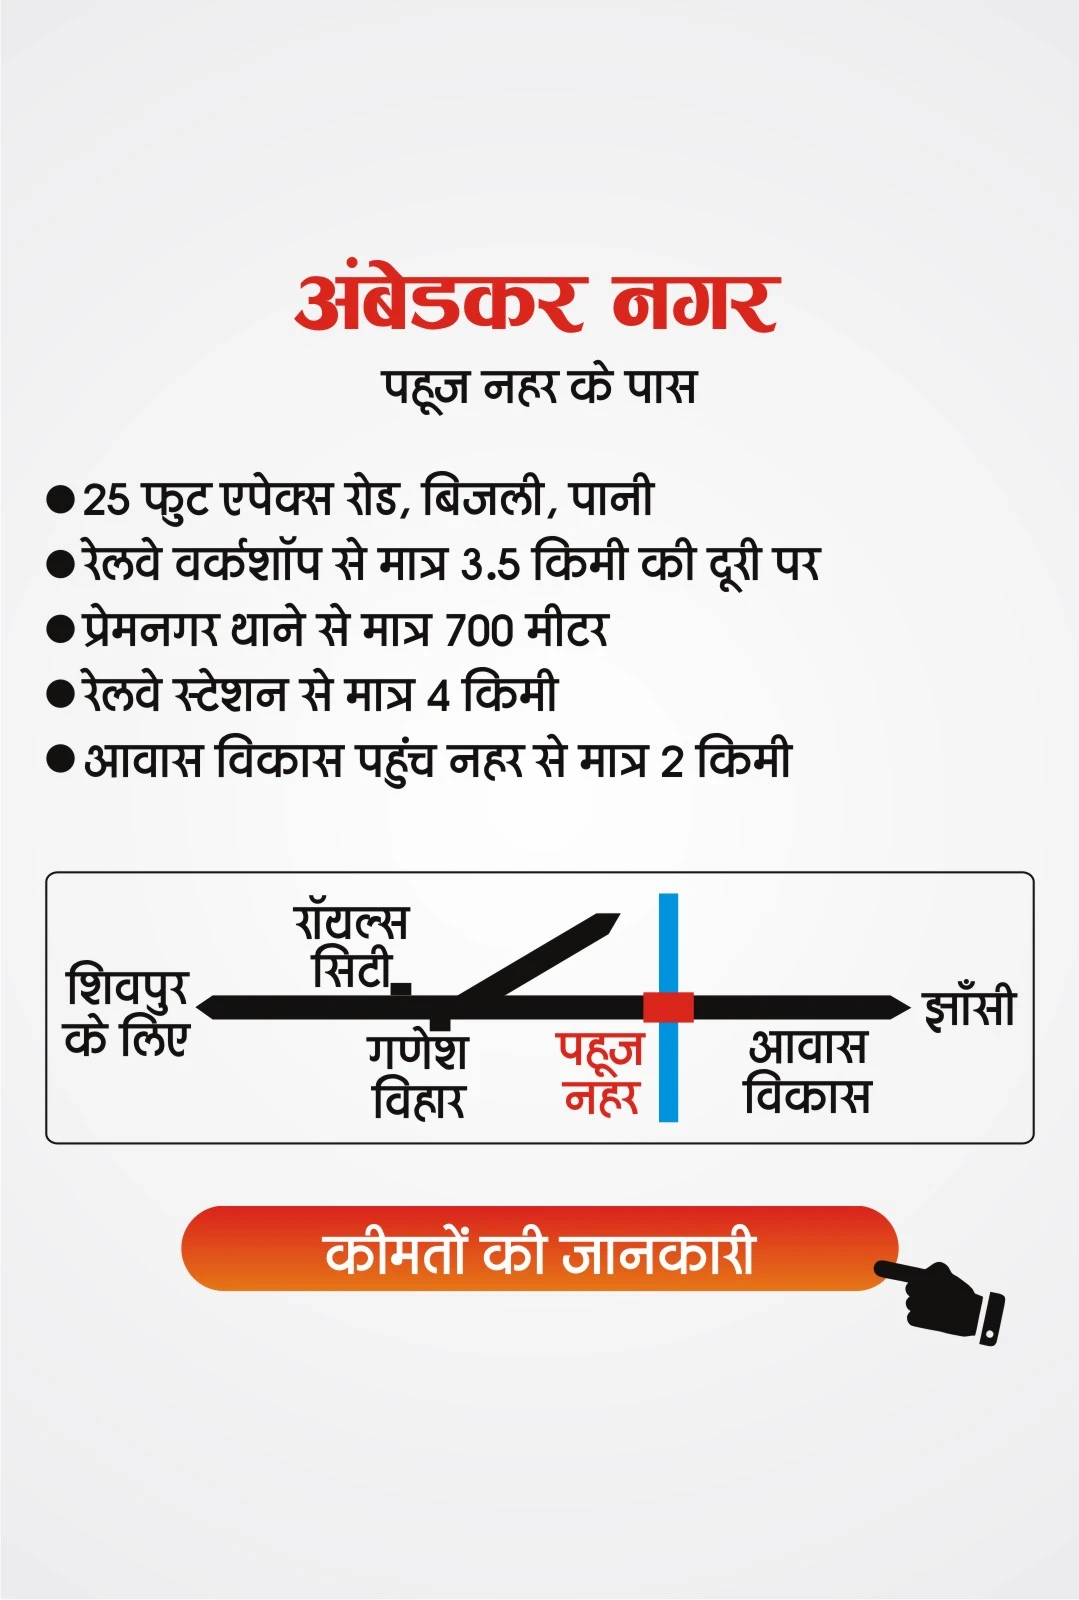 अंबेडकर नगर
पहूज नहर के पास
● 25 फुट एपेक्स रोड, बिजली, पानी
● रेलवे वर्कशॉप से मात्र 3.5 किमी की दूरी पर
● प्रेमनगर थाने से मात्र 700 मीटर
● रेलवे स्टेशन से मात्र 4 किमी
● आवास विकास पहुंच नहर से मात्र 2 किमी
रॉयल्स
सिटी
शिवपुर
के लिए
गणेश
विहार
पहूज
नहर
आवास
विकास
झाँसी
कीमतों की जानकारी